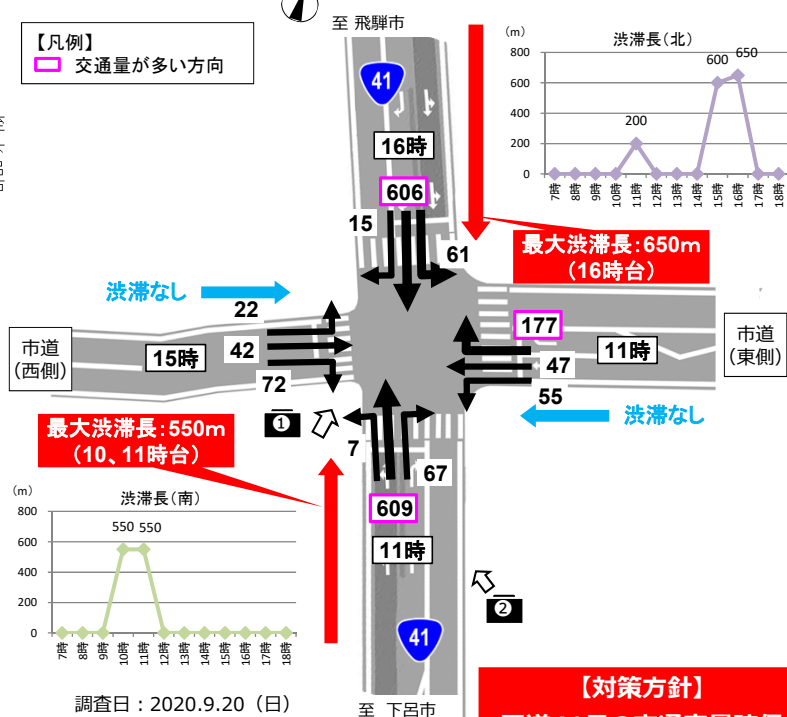 至 飛騨市
【凡例】
交通量が多い方向
(m)
渋滞長(北)
800
600
400
200
0
200
600
650
7時
8時
9時
10時
11時
12時
13時
14時
15時
16時
17時
18時
41
16時
606
15
61
最大渋滞長:650m
(16時台)
渋滞なし
22
42
72
15時
市道
(西側)
177
47
55
11時
市道
(東側)
渋滞なし
最大渋滞長:550m
(10、11時台)
❶
7
67
609
11時
(m)
渋滞長(南)
800
600
400
200
0
550
550
7時
8時
9時
10時
11時
12時
13時
14時
15時
16時
17時
18時
❷
41
調査日:2020.9.20(日)
至 下呂市
【対策方針】